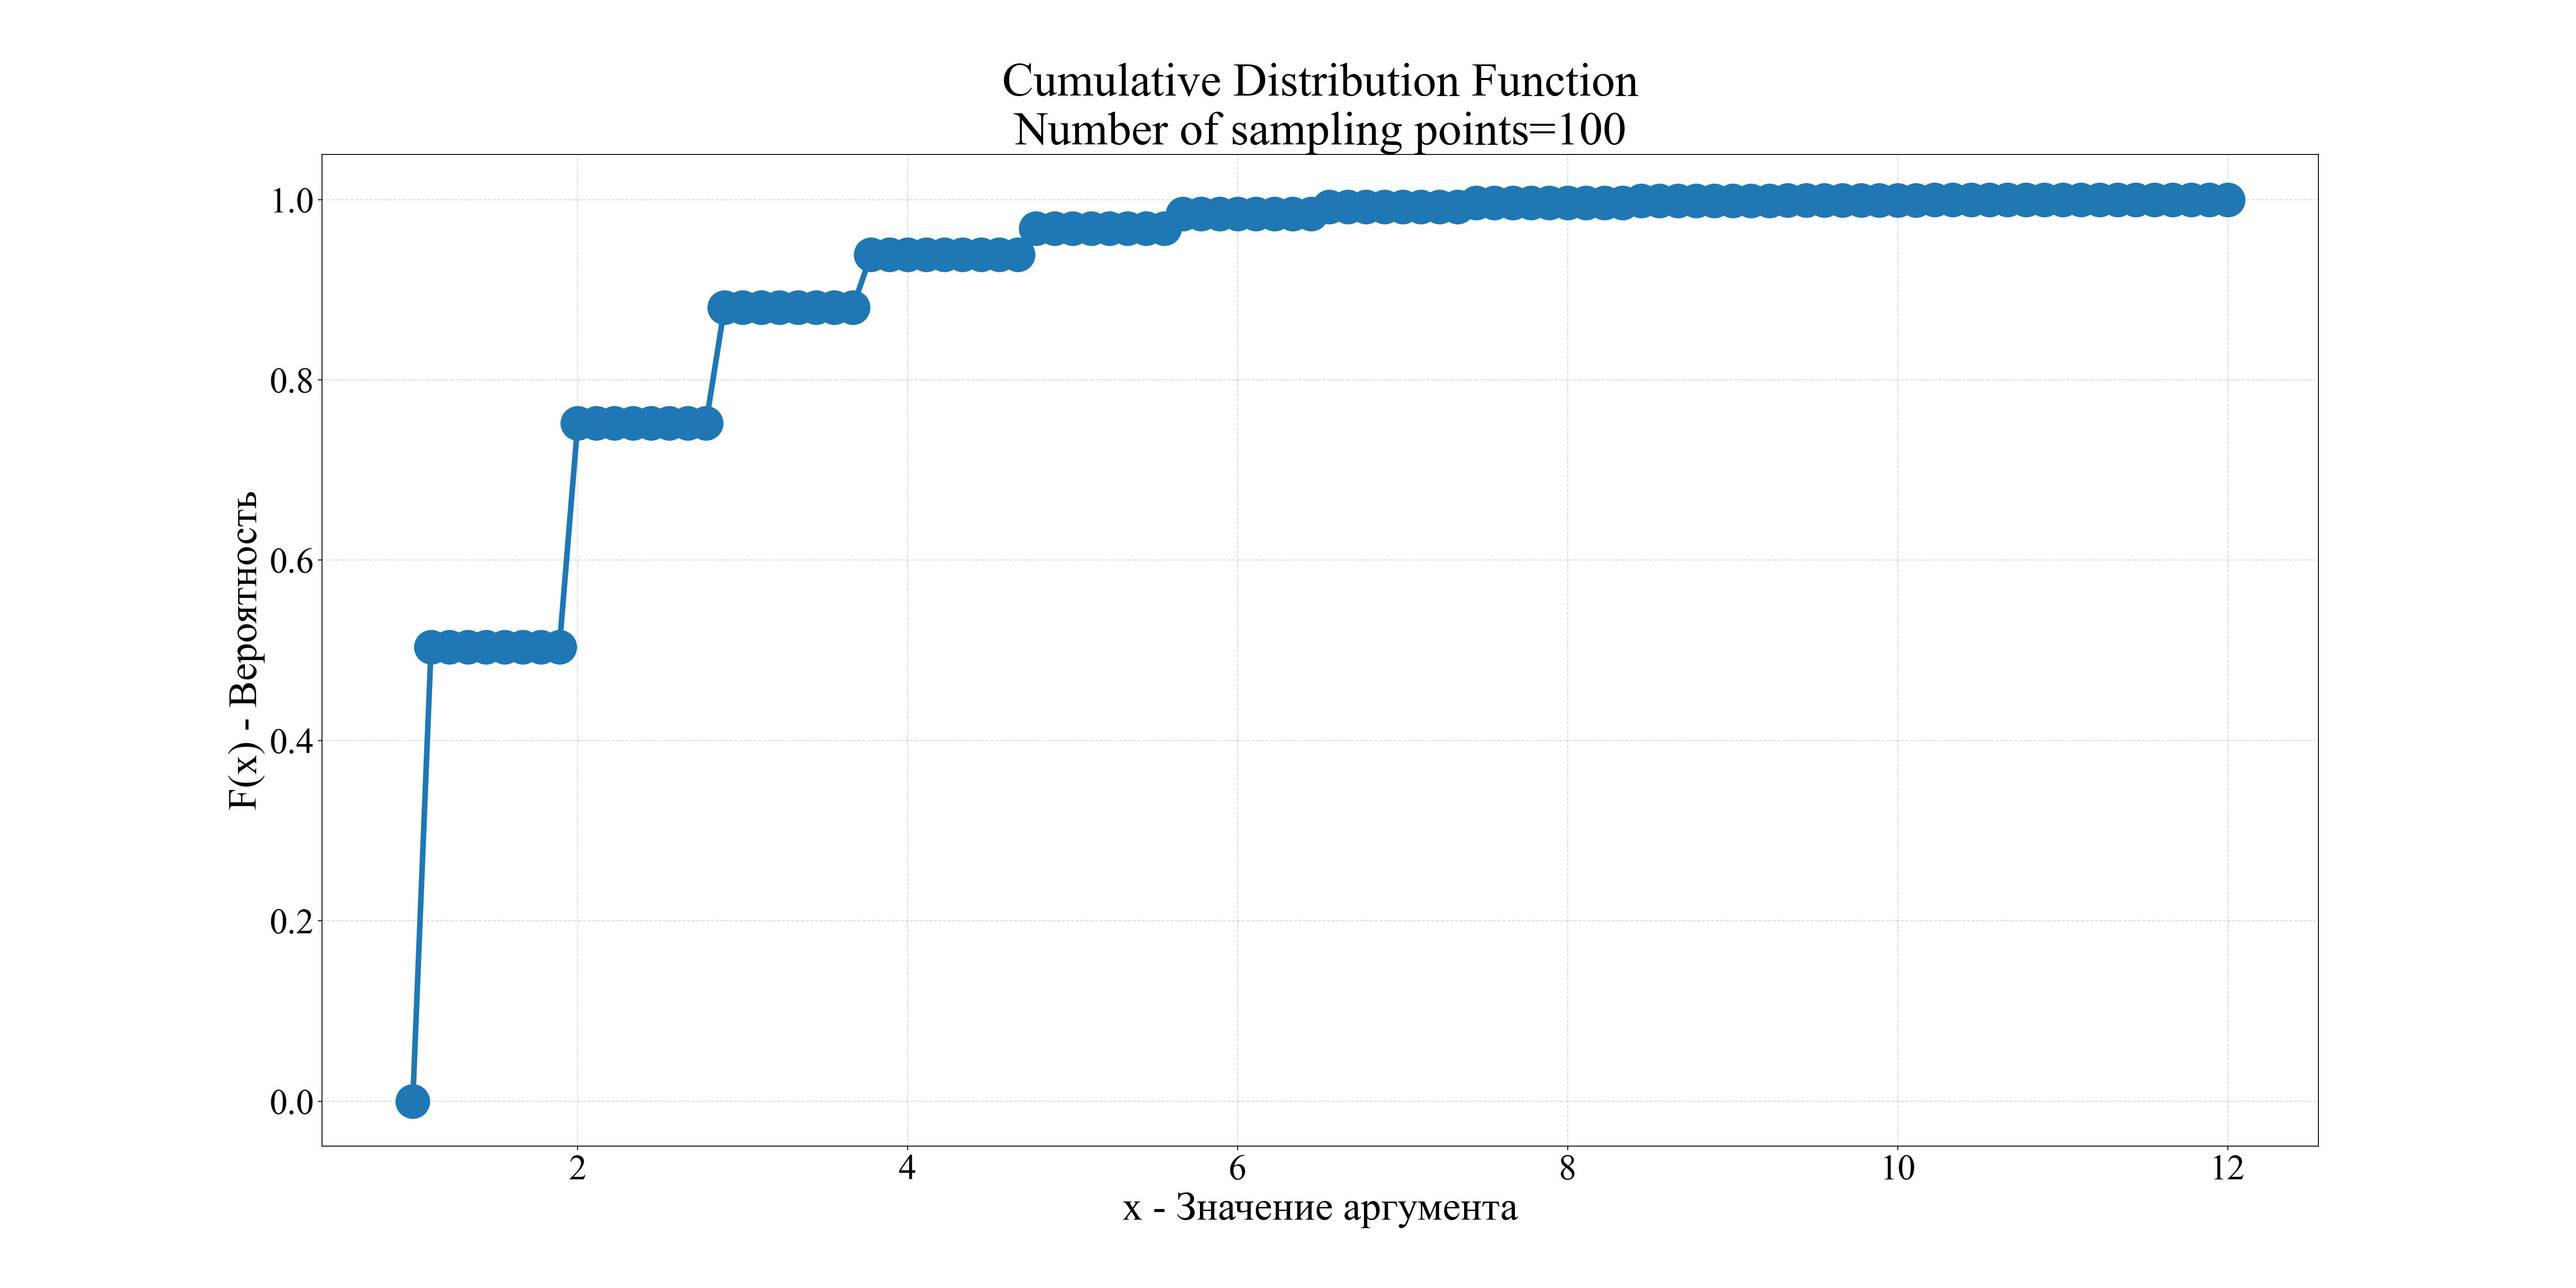 Cumulative Distribution Function
Number of sampling points=100
F(x) - Вероятность
1.0
0.8
0.6
0.4
0.2
0.0
2 4 6 8 10 12
x - Значение аргумента